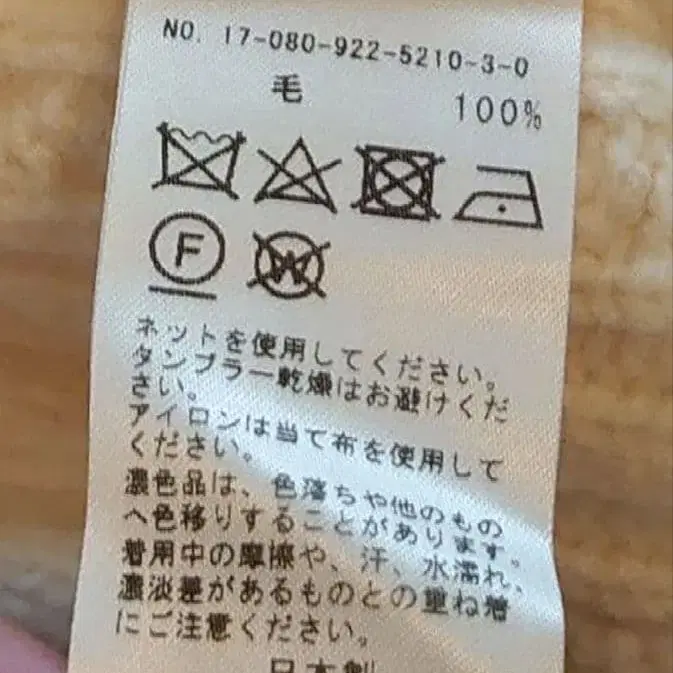 NO. 17-080-922-5210-3-0
毛 100%
F W
ネットを使用してください。
タンブラー乾燥はお避けくだ
さい。
アイロンは当て布を使用して
ください。
濃色品は、色落ちや他のもの
へ色移りすることがあります。
着用中の摩擦や、汗、水濡れ、
濃淡差があるものとの重ね着
にご注意ください。
日本製